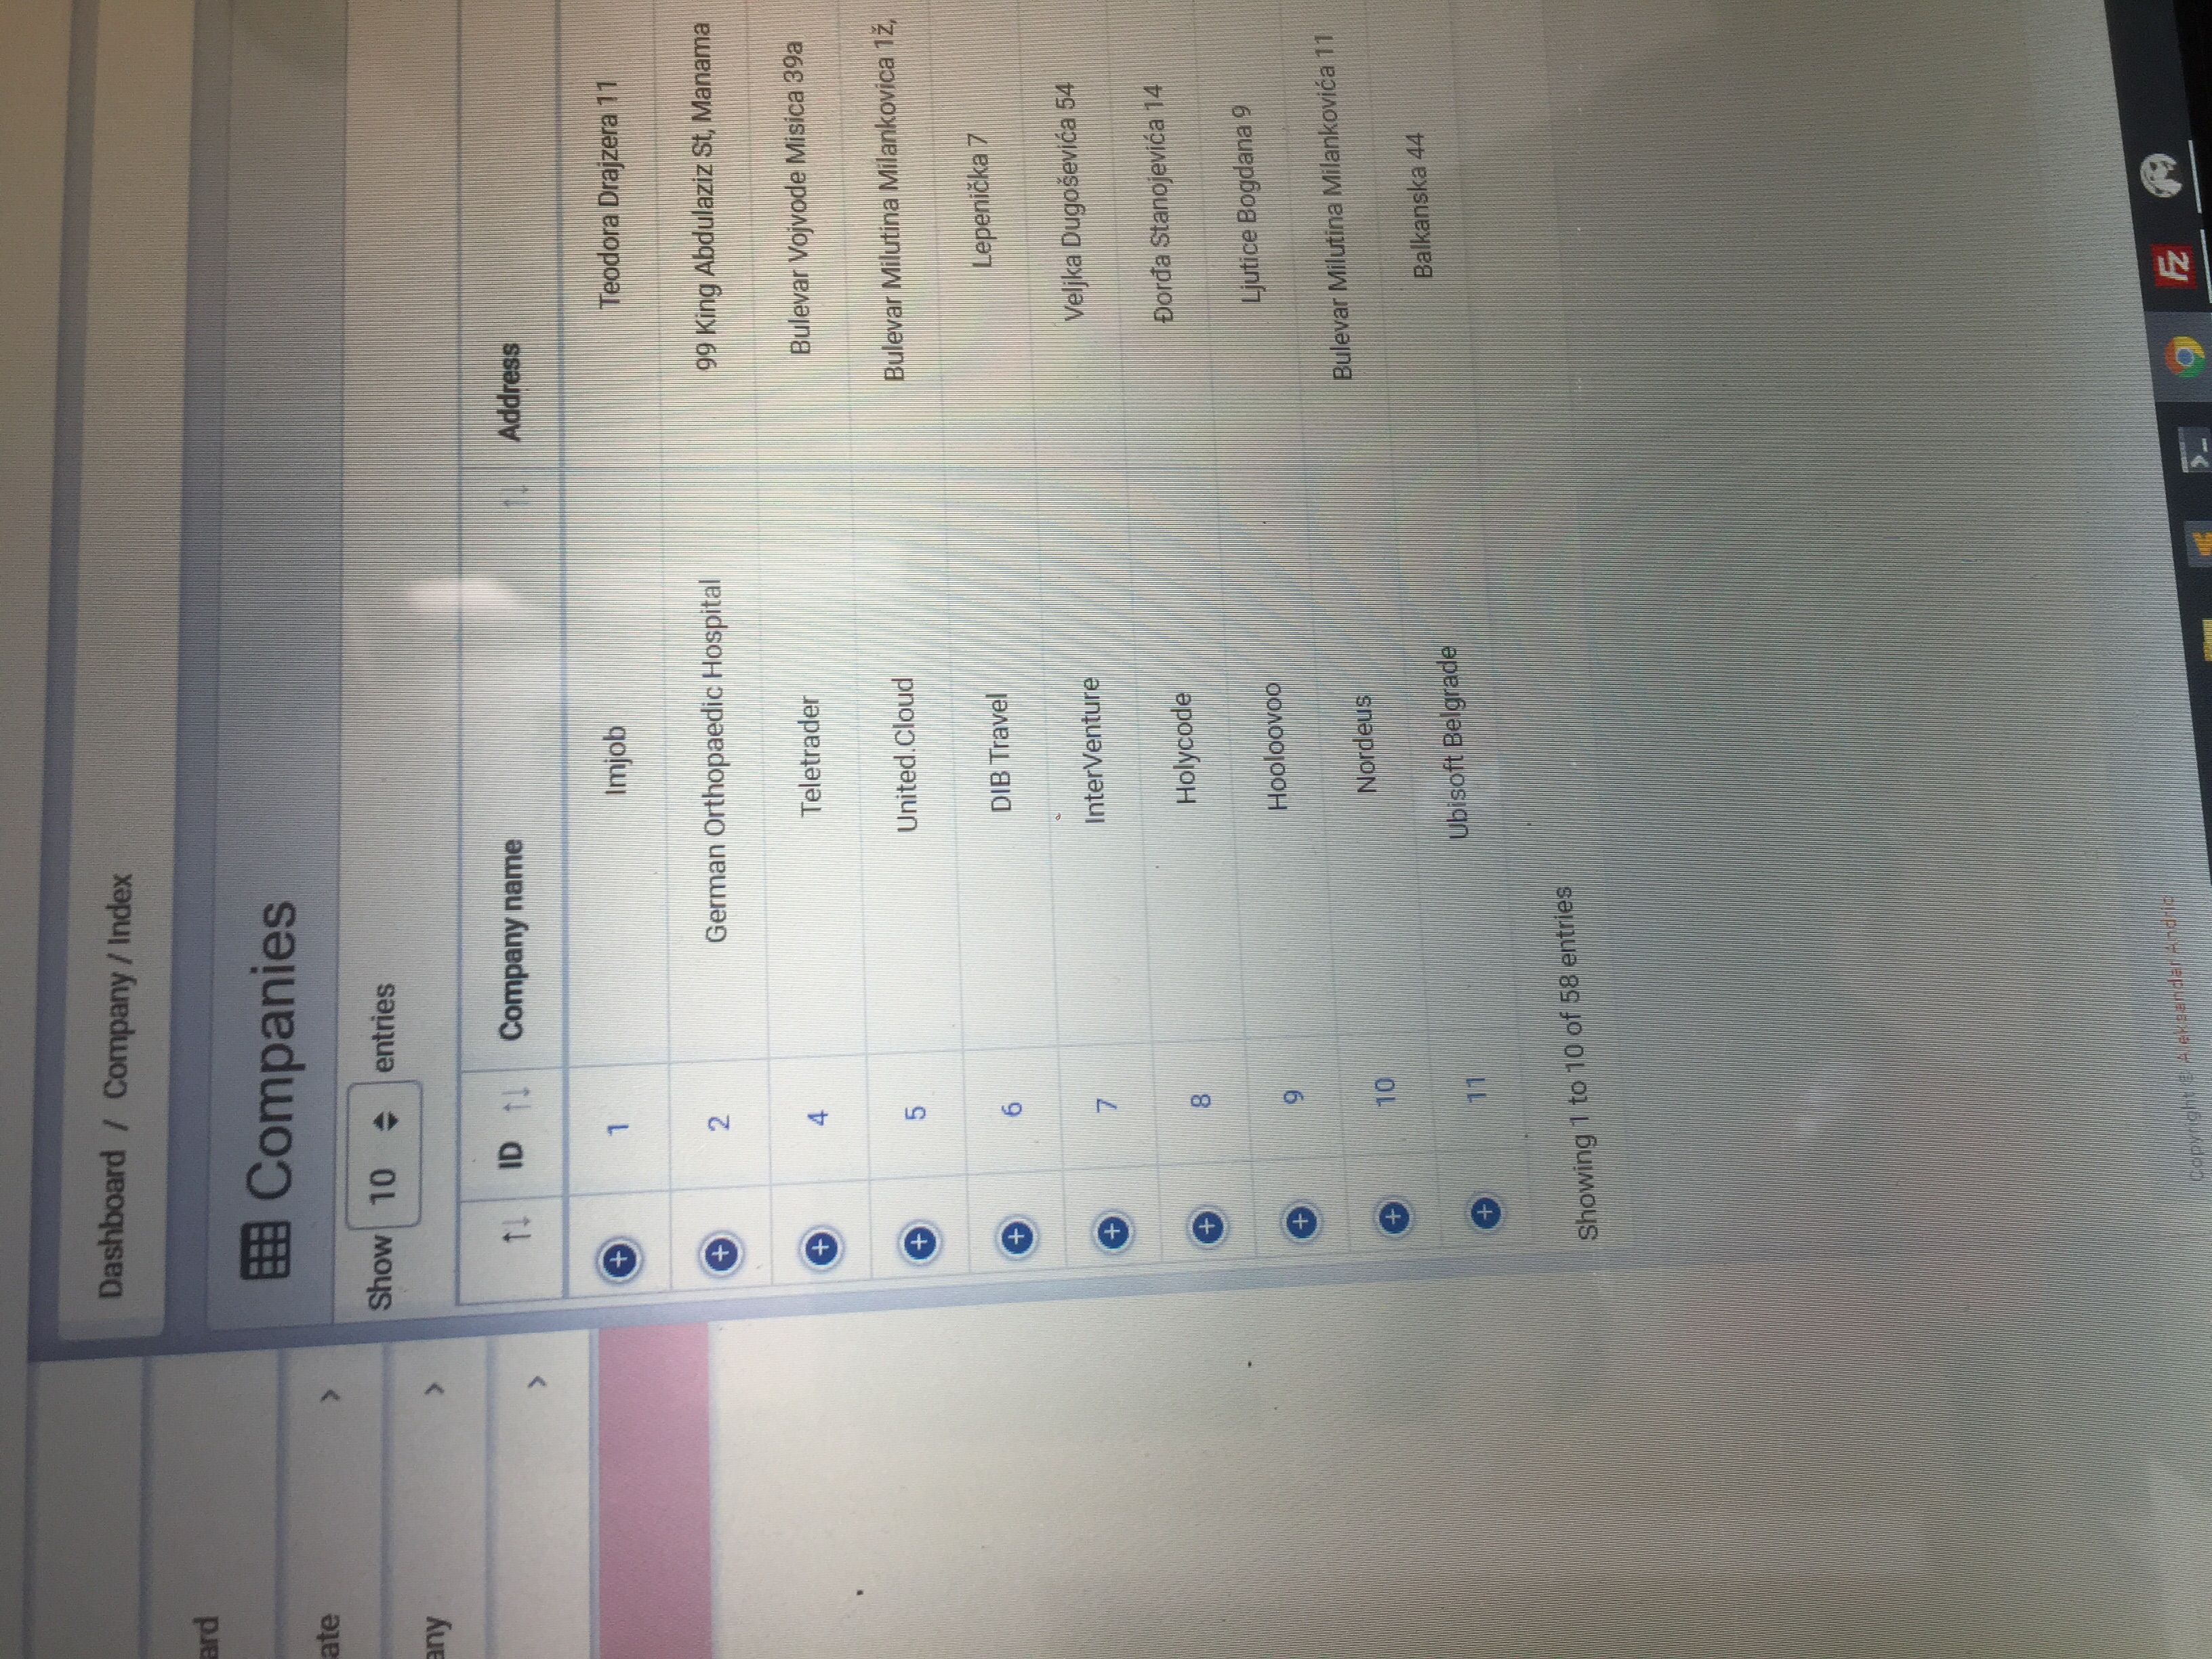 Dashboard / Company / Index
ard
ate
any
Companies
Show 10 entries
ID Company name Address
1 Imjob Teodora Drajzera 11
2 German Orthopaedic Hospital 99 King Abdulaziz St, Manama
4 Teletrader Bulevar Vojvode Misica 39a
5 United.Cloud Bulevar Milutina Milankovica 1ž,
6 DIB Travel Lepenička 7
7 InterVenture Veljka Dugoševića 54
8 Holycode Đorđa Stanojevića 14
9 Hooloovoo Ljutice Bogdana 9
10 Nordeus Bulevar Milutina Milankovića 11
11 Ubisoft Belgrade Balkanska 44
Showing 1 to 10 of 58 entries
Copyright © Aleksandar Andric
Fz